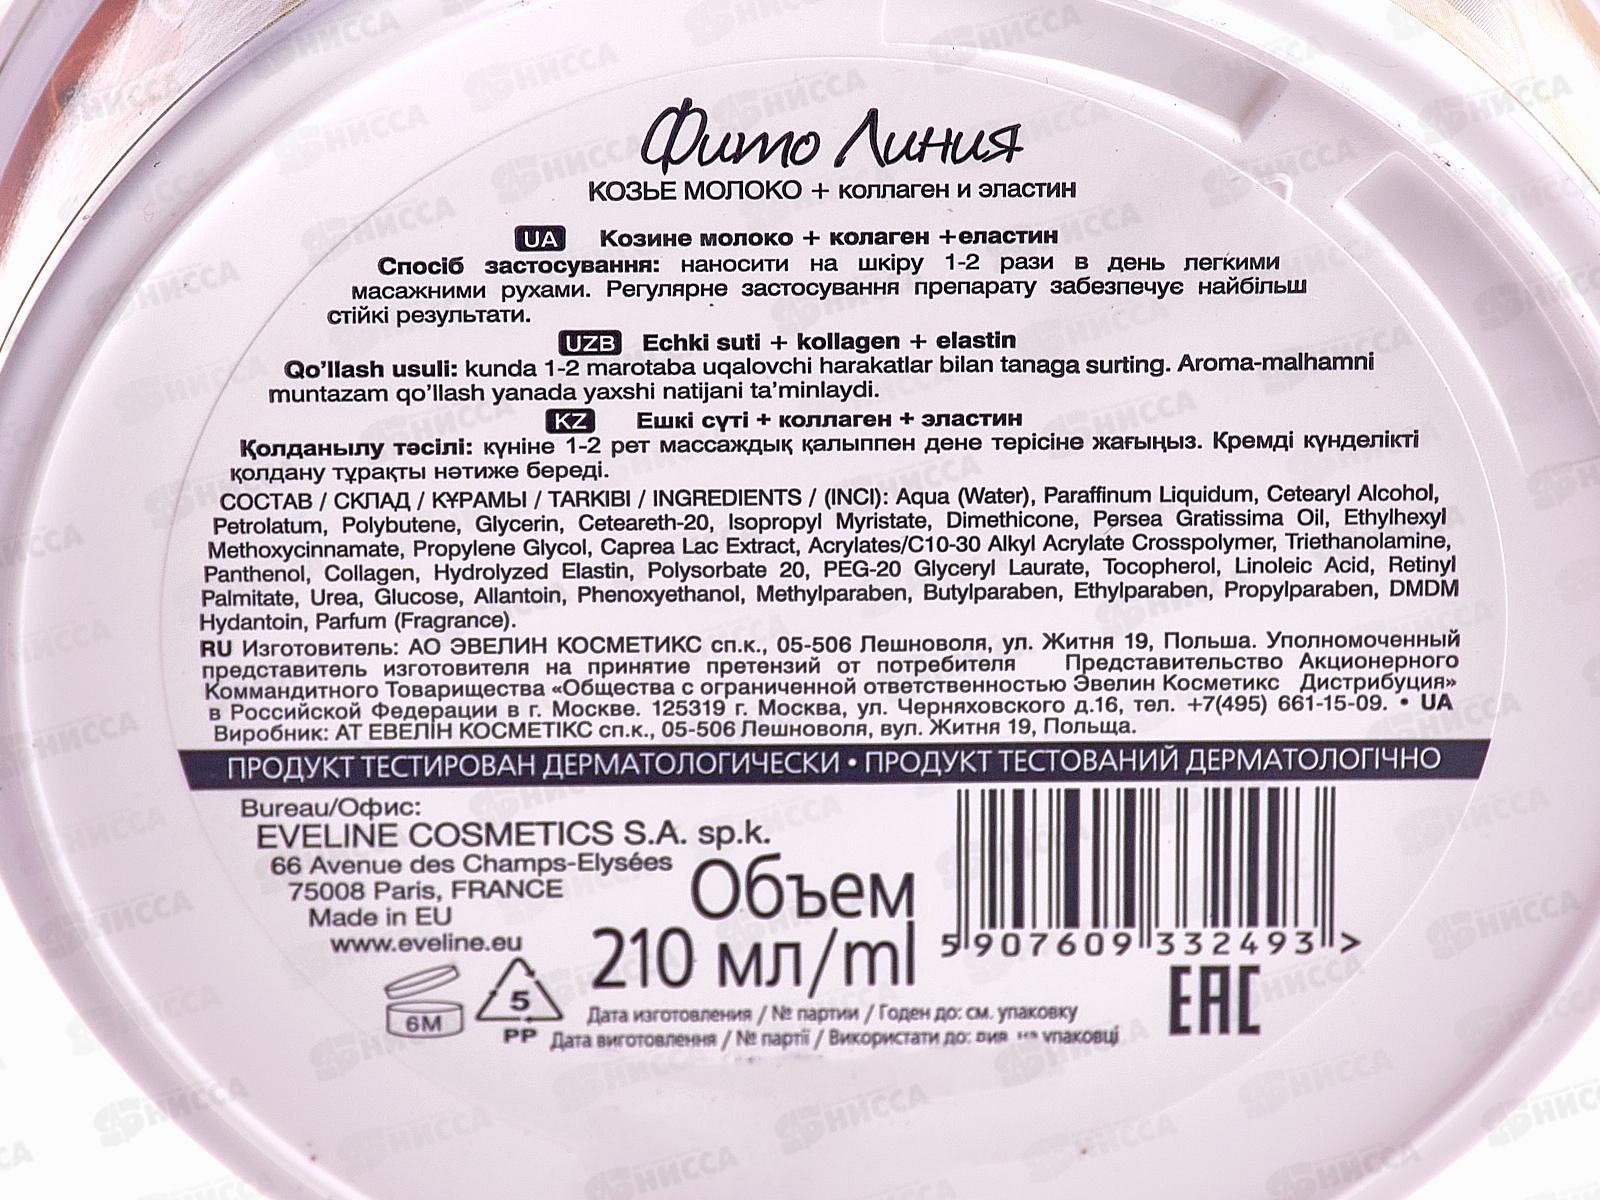 Фито Линия
КОЗЬЕ МОЛОКО + коллаген и эластин
UA Козине молоко + колаген +еластин
Спосіб застосування: наносити на шкіру 1-2 рази в день легкими
масажними рухами. Регулярне застосування препарату забезпечує найбільш
стійкі результати.
UZB Echki suti + kollagen + elastin
Qo'llash usuli: kunda 1-2 marotaba uqalovchi harakatlar bilan tanaga surting. Aroma-malhamni
muntazam qo'llash yanada yaxshi natijani ta'minlaydi.
KZ Ешкі сүті + коллаген + эластин
Қолданылу тәсілі: күніне 1-2 рет массаждық қалыппен дене терісіне жағыңыз. Кремді күнделікті
қолдану тұрақты нәтиже береді.
СОСТАВ / СКЛАД / ҚҰРАМЫ / TARKIBI / INGREDIENTS / (INCI): Aqua (Water), Paraffinum Liquidum, Cetearyl Alcohol,
Petrolatum, Polybutene, Glycerin, Ceteareth-20, Isopropyl Myristate, Dimethicone, Persea Gratissima Oil, Ethylhexyl
Methoxycinnamate, Propylene Glycol, Caprea Lac Extract, Acrylates/C10-30 Alkyl Acrylate Crosspolymer, Triethanolamine,
Panthenol, Collagen, Hydrolyzed Elastin, Polysorbate 20, PEG-20 Glyceryl Laurate, Tocopherol, Linoleic Acid, Retinyl
Palmitate, Urea, Glucose, Allantoin, Phenoxyethanol, Methylparaben, Butylparaben, Ethylparaben, Propylparaben, DMDM
Hydantoin, Parfum (Fragrance).
RU Изготовитель: АО ЭВЕЛИН КОСМЕТИКС сп.к., 05-506 Лешноволя, ул. Житня 19, Польша. Уполномоченный
представитель изготовителя на принятие претензий от потребителя Представительство Акционерного
Коммандитного Товарищества «Общества с ограниченной ответственностью Эвелин Косметикс Дистрибуция»
в Российской Федерации в г. Москве. 125319 г. Москва, ул. Черняховского д.16, тел. +7(495) 661-15-09. • UA
Виробник: АТ ЕВЕЛІН КОСМЕТІКС сп.к., 05-506 Лешноволя, вул. Житня 19, Польща.
ПРОДУКТ ТЕСТИРОВАН ДЕРМАТОЛОГИЧЕСКИ • ПРОДУКТ ТЕСТОВАНИЙ ДЕРМАТОЛОГІЧНО
Bureau/Офис:
EVELINE COSMETICS S.A. sp.k.
66 Avenue des Champs-Elysées
75008 Paris, FRANCE
Made in EU
www.eveline.eu
Объем
210 мл/ml
5 907609 332493 >
6M
5
PP
EAC
Дата изготовления / № партии / Годен до: см. упаковку
Дата виготовлення / № партії / Використати до: див. на упаковці
НИССА